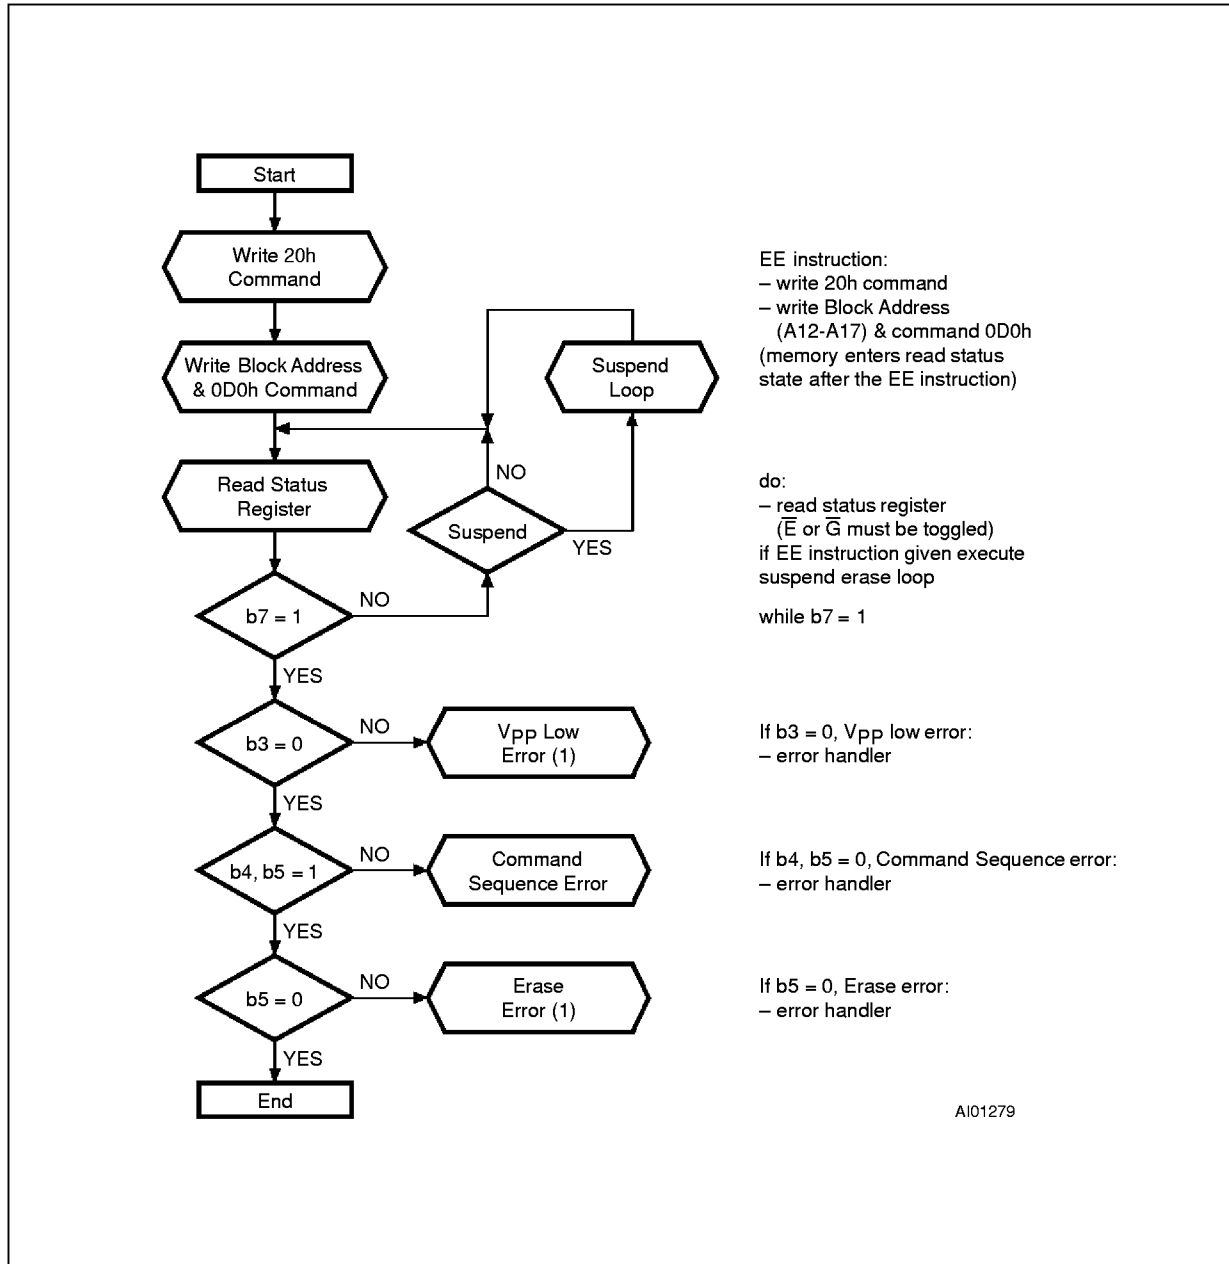 Start
Write 20h
Command
Write Block Address
& 0D0h Command
Read Status
Register
Suspend
Loop
NO
Suspend
YES
b7 = 1
NO
YES
b3 = 0
NO
VPP Low
Error (1)
YES
b4, b5 = 1
NO
Command
Sequence Error
YES
b5 = 0
NO
Erase
Error (1)
YES
End
EE instruction:
– write 20h command
– write Block Address
(A12-A17) & command 0D0h
(memory enters read status
state after the EE instruction)
do:
– read status register
(E̅ or G̅ must be toggled)
if EE instruction given execute
suspend erase loop
while b7 = 1
If b3 = 0, VPP low error:
– error handler
If b4, b5 = 0, Command Sequence error:
– error handler
If b5 = 0, Erase error:
– error handler
AI01279